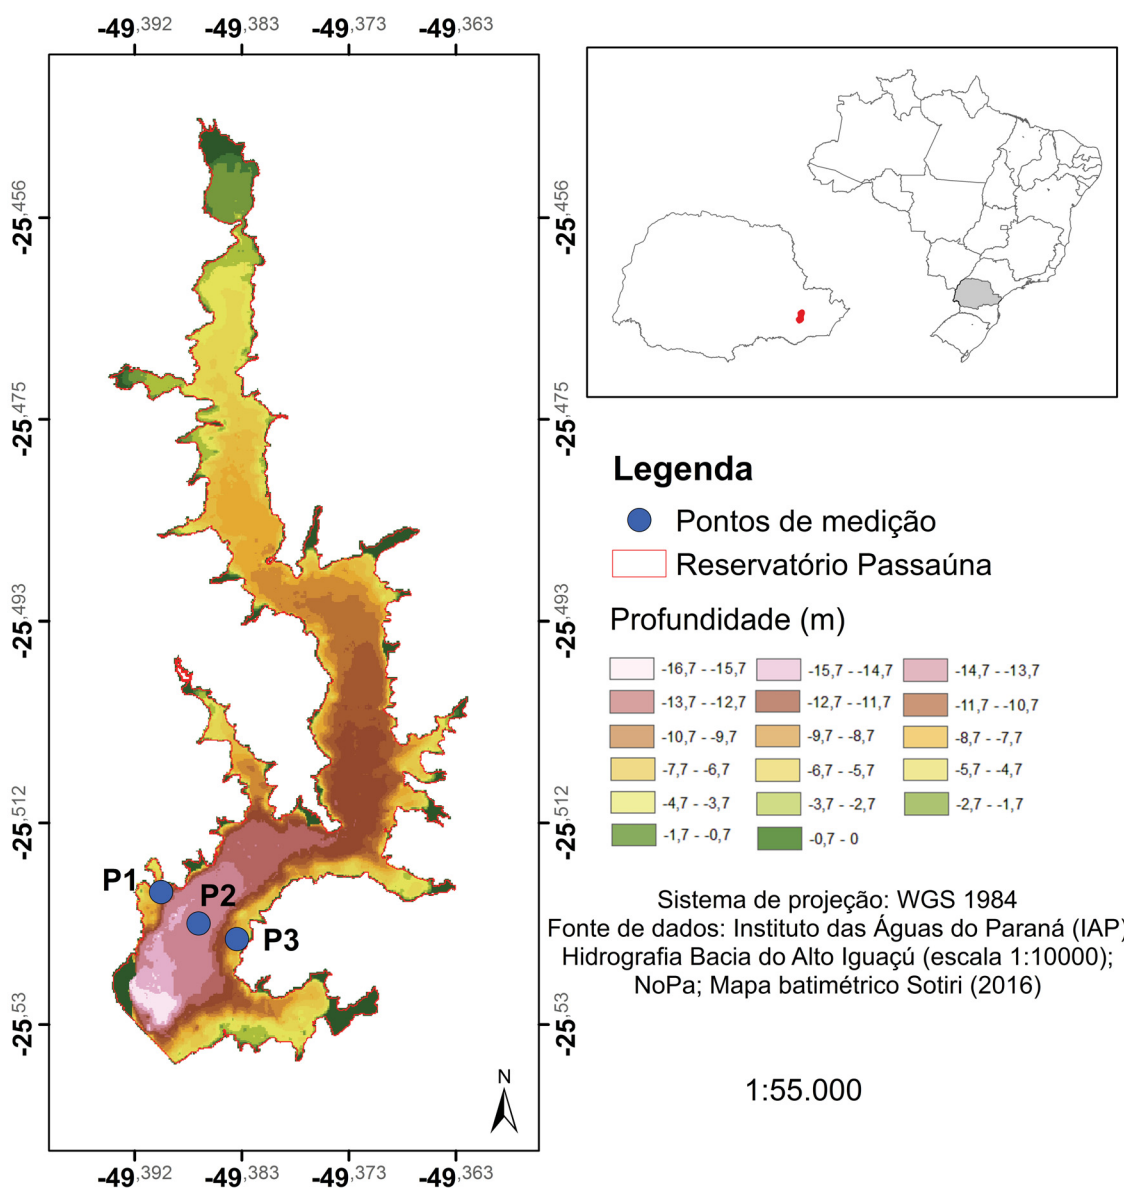 -49,392 -49,383 -49,373 -49,363
-25,456 -25,456
-25,475 -25,475
-25,493 -25,493
-25,512 -25,512
-25,53 -25,53
P1
P2
P3
N
-49,392 -49,383 -49,373 -49,363
Legenda
Pontos de medição
Reservatório Passaúna
Profundidade (m)
-16,7 - -15,7 -15,7 - -14,7 -14,7 - -13,7
-13,7 - -12,7 -12,7 - -11,7 -11,7 - -10,7
-10,7 - -9,7 -9,7 - -8,7 -8,7 - -7,7
-7,7 - -6,7 -6,7 - -5,7 -5,7 - -4,7
-4,7 - -3,7 -3,7 - -2,7 -2,7 - -1,7
-1,7 - -0,7 -0,7 - 0
Sistema de projeção: WGS 1984
Fonte de dados: Instituto das Águas do Paraná (IAP)
Hidrografia Bacia do Alto Iguaçú (escala 1:10000);
NoPa; Mapa batimétrico Sotiri (2016)
1:55.000